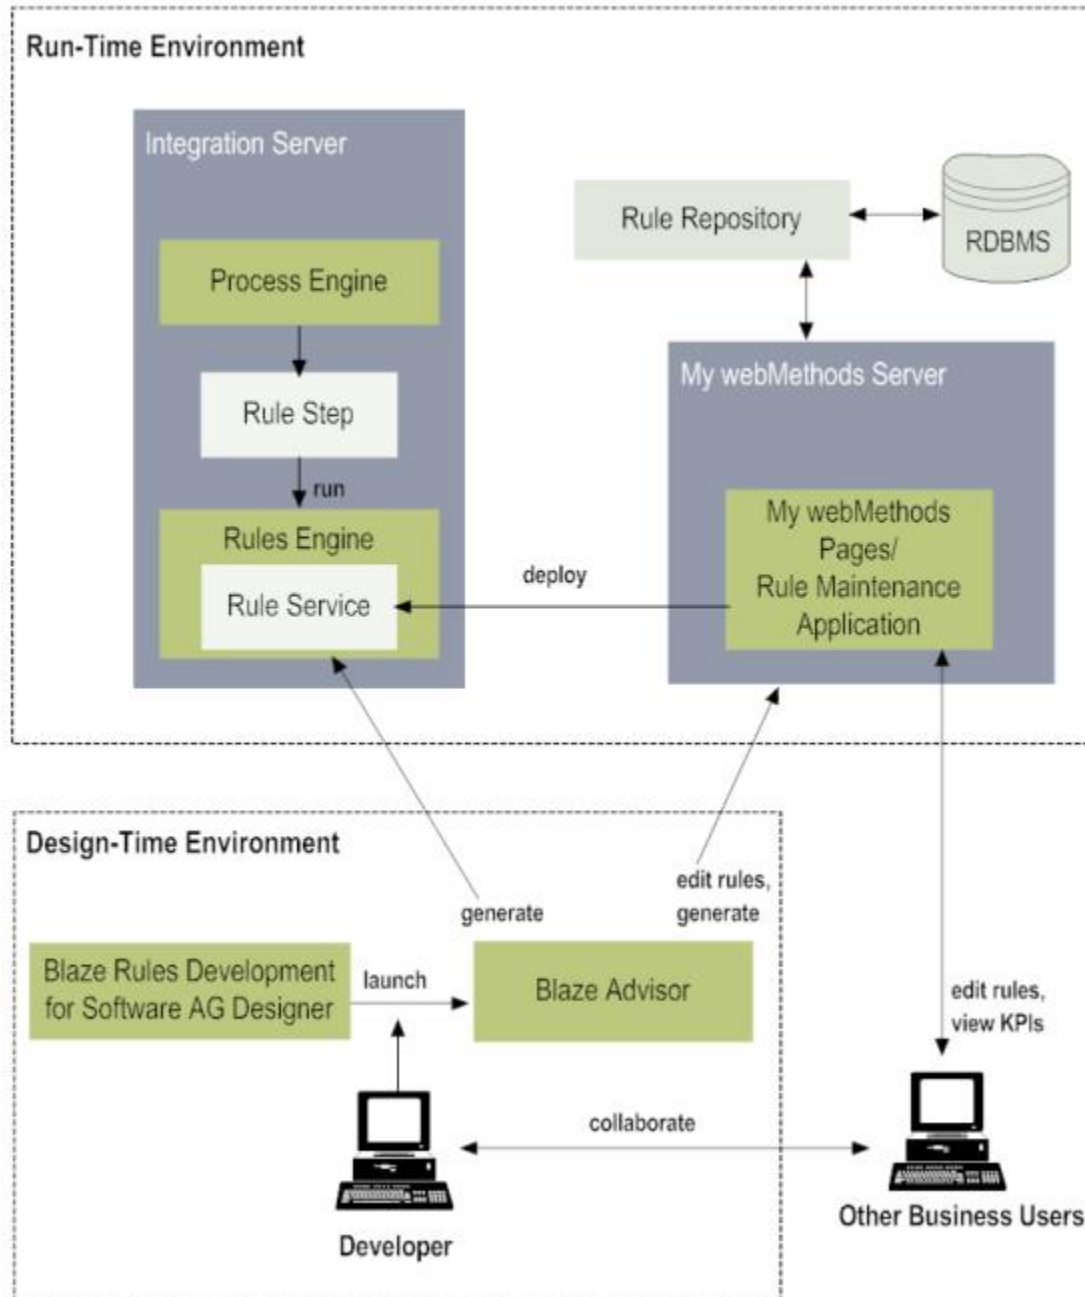 Run-Time Environment
Integration Server
Process Engine
Rule Step
run
Rules Engine
Rule Service
Rule Repository
RDBMS
My webMethods Server
My webMethods
Pages/
Rule Maintenance
Application
deploy
Design-Time Environment
generate
edit rules,
generate
Blaze Rules Development
for Software AG Designer
launch
Blaze Advisor
edit rules,
view KPIs
collaborate
Developer
Other Business Users